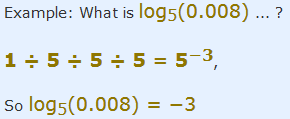 Example: What is log₅(0.008) ... ?
1 ÷ 5 ÷ 5 ÷ 5 = 5⁻³,
So log₅(0.008) = −3